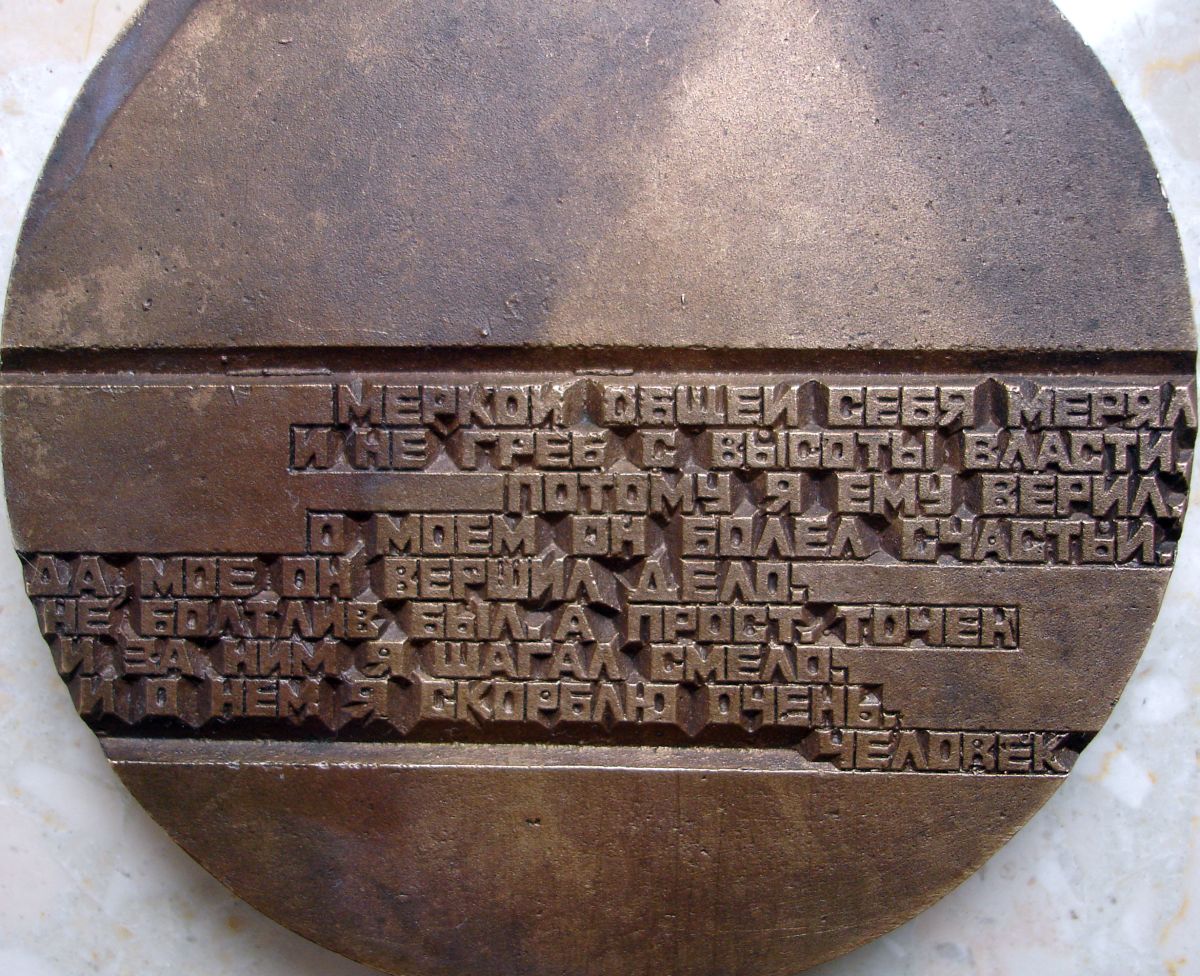 МЕРКОЙ ОБЩЕЙ СЕБЯ МЕРЯЛ
И НЕ ГРЕБ С ВЫСОТЫ ВЛАСТИ,
ПОТОМУ Я ЕМУ ВЕРИЛ.
О МОЕМ ОН БОЛЕЛ СЧАСТЬИ.
ДА, МОЕ ОН ВЕРШИЛ ДЕЛО.
НЕ БОЛТЛИВ БЫЛ, А ПРОСТ, ТОЧЕН
И ЗА НИМ Я ШАГАЛ СМЕЛО.
И О НЕМ Я СКОРБЛЮ ОЧЕНЬ.
ЧЕЛОВЕК